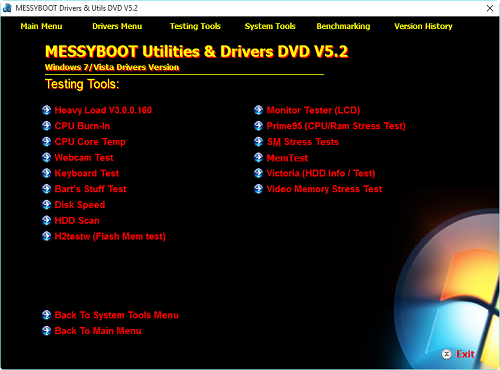 MESSYBOOT Drivers & Utils DVD V5.2
Main Menu Drivers Menu Testing Tools System Tools Benchmarking Version History
MESSYBOOT Utilities & Drivers DVD V5.2
Windows 7/Vista Drivers Version
Testing Tools:
Heavy Load V3.0.0.160
CPU Burn-In
CPU Core Temp
Webcam Test
Keyboard Test
Bart's Stuff Test
Disk Speed
HDD Scan
H2testw (Flash Mem test)
Monitor Tester (LCD)
Prime95 (CPU/Ram Stress Test)
SM Stress Tests
MemTest
Victoria (HDD Info / Test)
Video Memory Stress Test
Back To System Tools Menu
Back To Main Menu
Exit